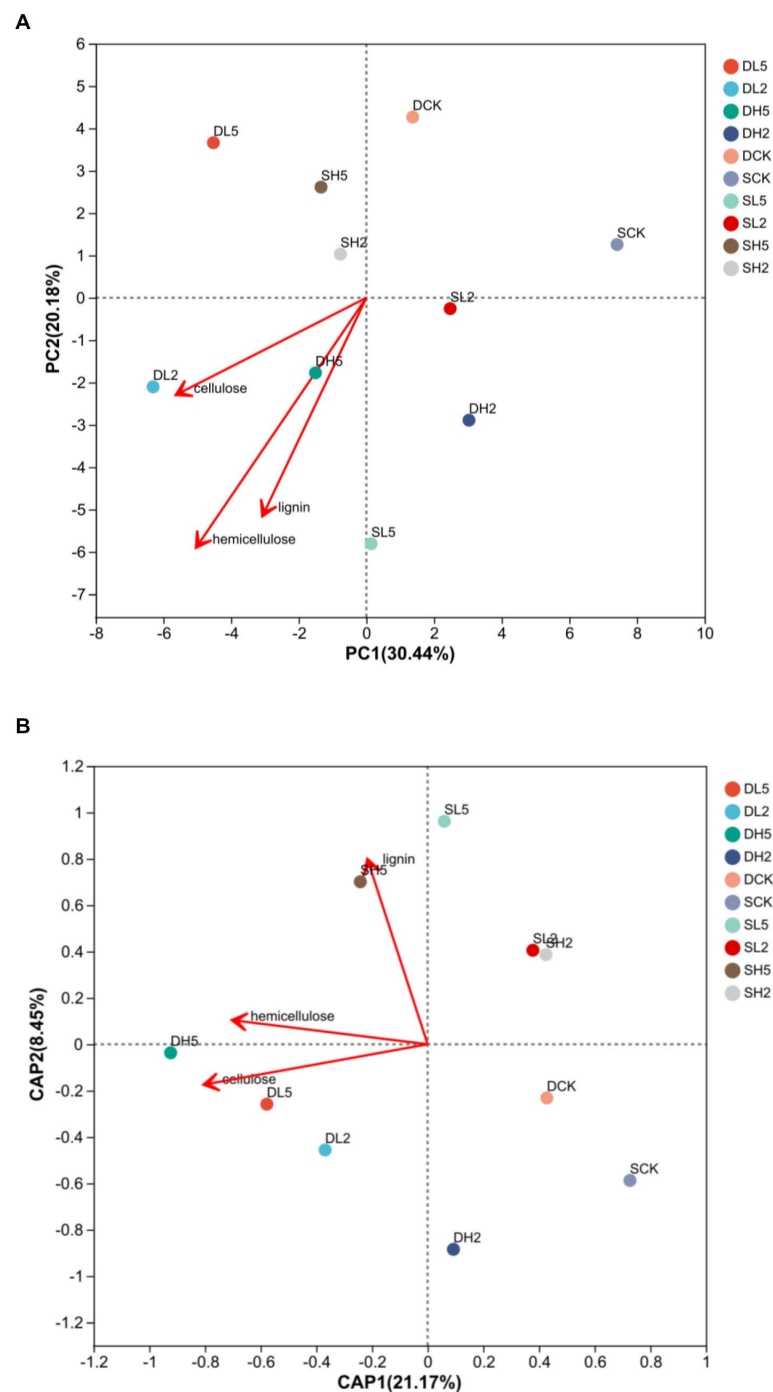 A
6
5
4
3
2
1
0
-1
-2
-3
-4
-5
-6
-7
PC2(20.18%)
DCK
DL5
SH5
SH2
SCK
SL2
DH5
DL2
cellulose
DH2
lignin
hemicellulose
SL5
-8 -6 -4 -2 0 2 4 6 8 10
PC1(30.44%)
DL5
DL2
DH5
DH2
DCK
SCK
SL5
SL2
SH5
SH2
B
1.2
1
0.8
0.6
0.4
0.2
0
-0.2
-0.4
-0.6
-0.8
-1
-1.2
CAP2(8.45%)
SL5
lignin
SH5
SL2
SH2
hemicellulose
DH5
cellulose
DL5
DCK
DL2
SCK
DH2
-1.2 -1 -0.8 -0.6 -0.4 -0.2 0 0.2 0.4 0.6 0.8 1
CAP1(21.17%)
DL5
DL2
DH5
DH2
DCK
SCK
SL5
SL2
SH5
SH2